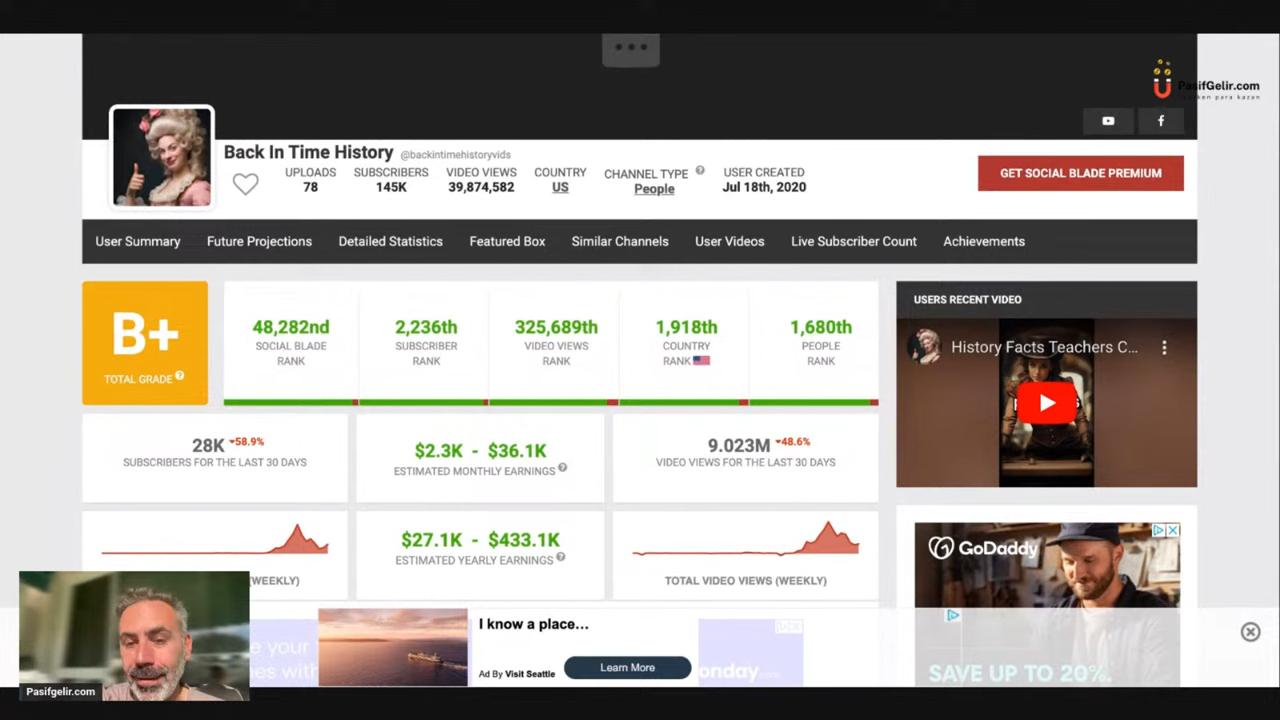 PasifGelir.com
Back In Time History @backintimehistoryvids
UPLOADS
78
SUBSCRIBERS
145K
VIDEO VIEWS
39,874,582
COUNTRY
US
CHANNEL TYPE
People
USER CREATED
Jul 18th, 2020
GET SOCIAL BLADE PREMIUM
User Summary
Future Projections
Detailed Statistics
Featured Box
Similar Channels
User Videos
Live Subscriber Count
Achievements
B+
TOTAL GRADE
48,282nd
SOCIAL BLADE
RANK
2,236th
SUBSCRIBER
RANK
325,689th
VIDEO VIEWS
RANK
1,918th
COUNTRY
RANK
1,680th
PEOPLE
RANK
USERS RECENT VIDEO
History Facts Teachers C...
28K 58.9%
SUBSCRIBERS FOR THE LAST 30 DAYS
$2.3K - $36.1K
ESTIMATED MONTHLY EARNINGS
9.023M 48.6%
VIDEO VIEWS FOR THE LAST 30 DAYS
$27.1K - $433.1K
ESTIMATED YEARLY EARNINGS
(WEEKLY)
TOTAL VIDEO VIEWS (WEEKLY)
GoDaddy
SAVE UP TO 20%.
I know a place...
Ad By Visit Seattle
Learn More
Pasifgelir.com